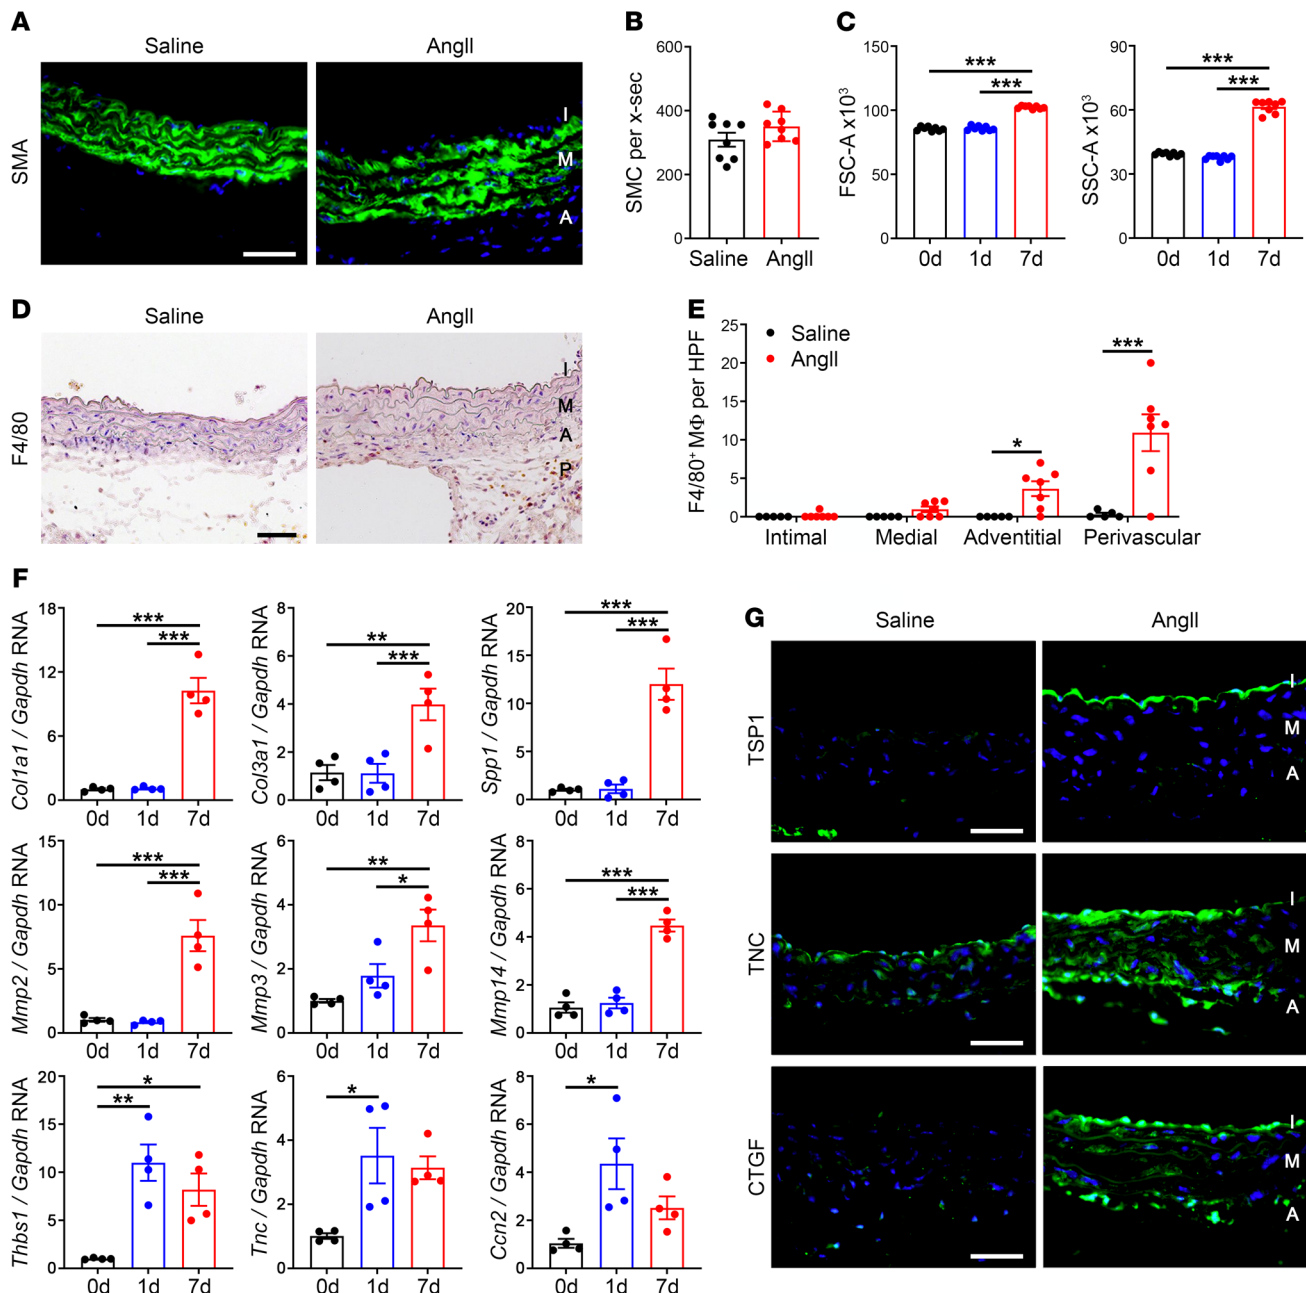 A
Saline
AngII
SMA
I
M
A
B
SMC per x-sec
600
400
200
0
Saline
AngII
C
FSC-A x10³
150
100
50
0
***
***
0d
1d
7d
SSC-A x10³
90
60
30
0
***
***
0d
1d
7d
D
Saline
AngII
F4/80
I
M
A
P
E
F4/80⁺ MΦ per HPF
25
20
15
10
5
0
Saline
AngII
*
***
Intimal
Medial
Adventitial
Perivascular
F
Col1a1 / Gapdh RNA
18
12
6
0
***
***
0d
1d
7d
Col3a1 / Gapdh RNA
8
6
4
2
0
**
***
0d
1d
7d
Spp1 / Gapdh RNA
20
15
10
5
0
***
***
0d
1d
7d
Mmp2 / Gapdh RNA
15
10
5
0
***
***
0d
1d
7d
Mmp3 / Gapdh RNA
6
4
2
0
**
*
0d
1d
7d
Mmp14 / Gapdh RNA
8
6
4
2
0
***
***
0d
1d
7d
Thbs1 / Gapdh RNA
20
15
10
5
0
*
**
0d
1d
7d
Tnc / Gapdh RNA
6
4
2
0
*
0d
1d
7d
Ccn2 / Gapdh RNA
8
6
4
2
0
*
0d
1d
7d
G
Saline
AngII
TSP1
I
M
A
TNC
I
M
A
CTGF
I
M
A